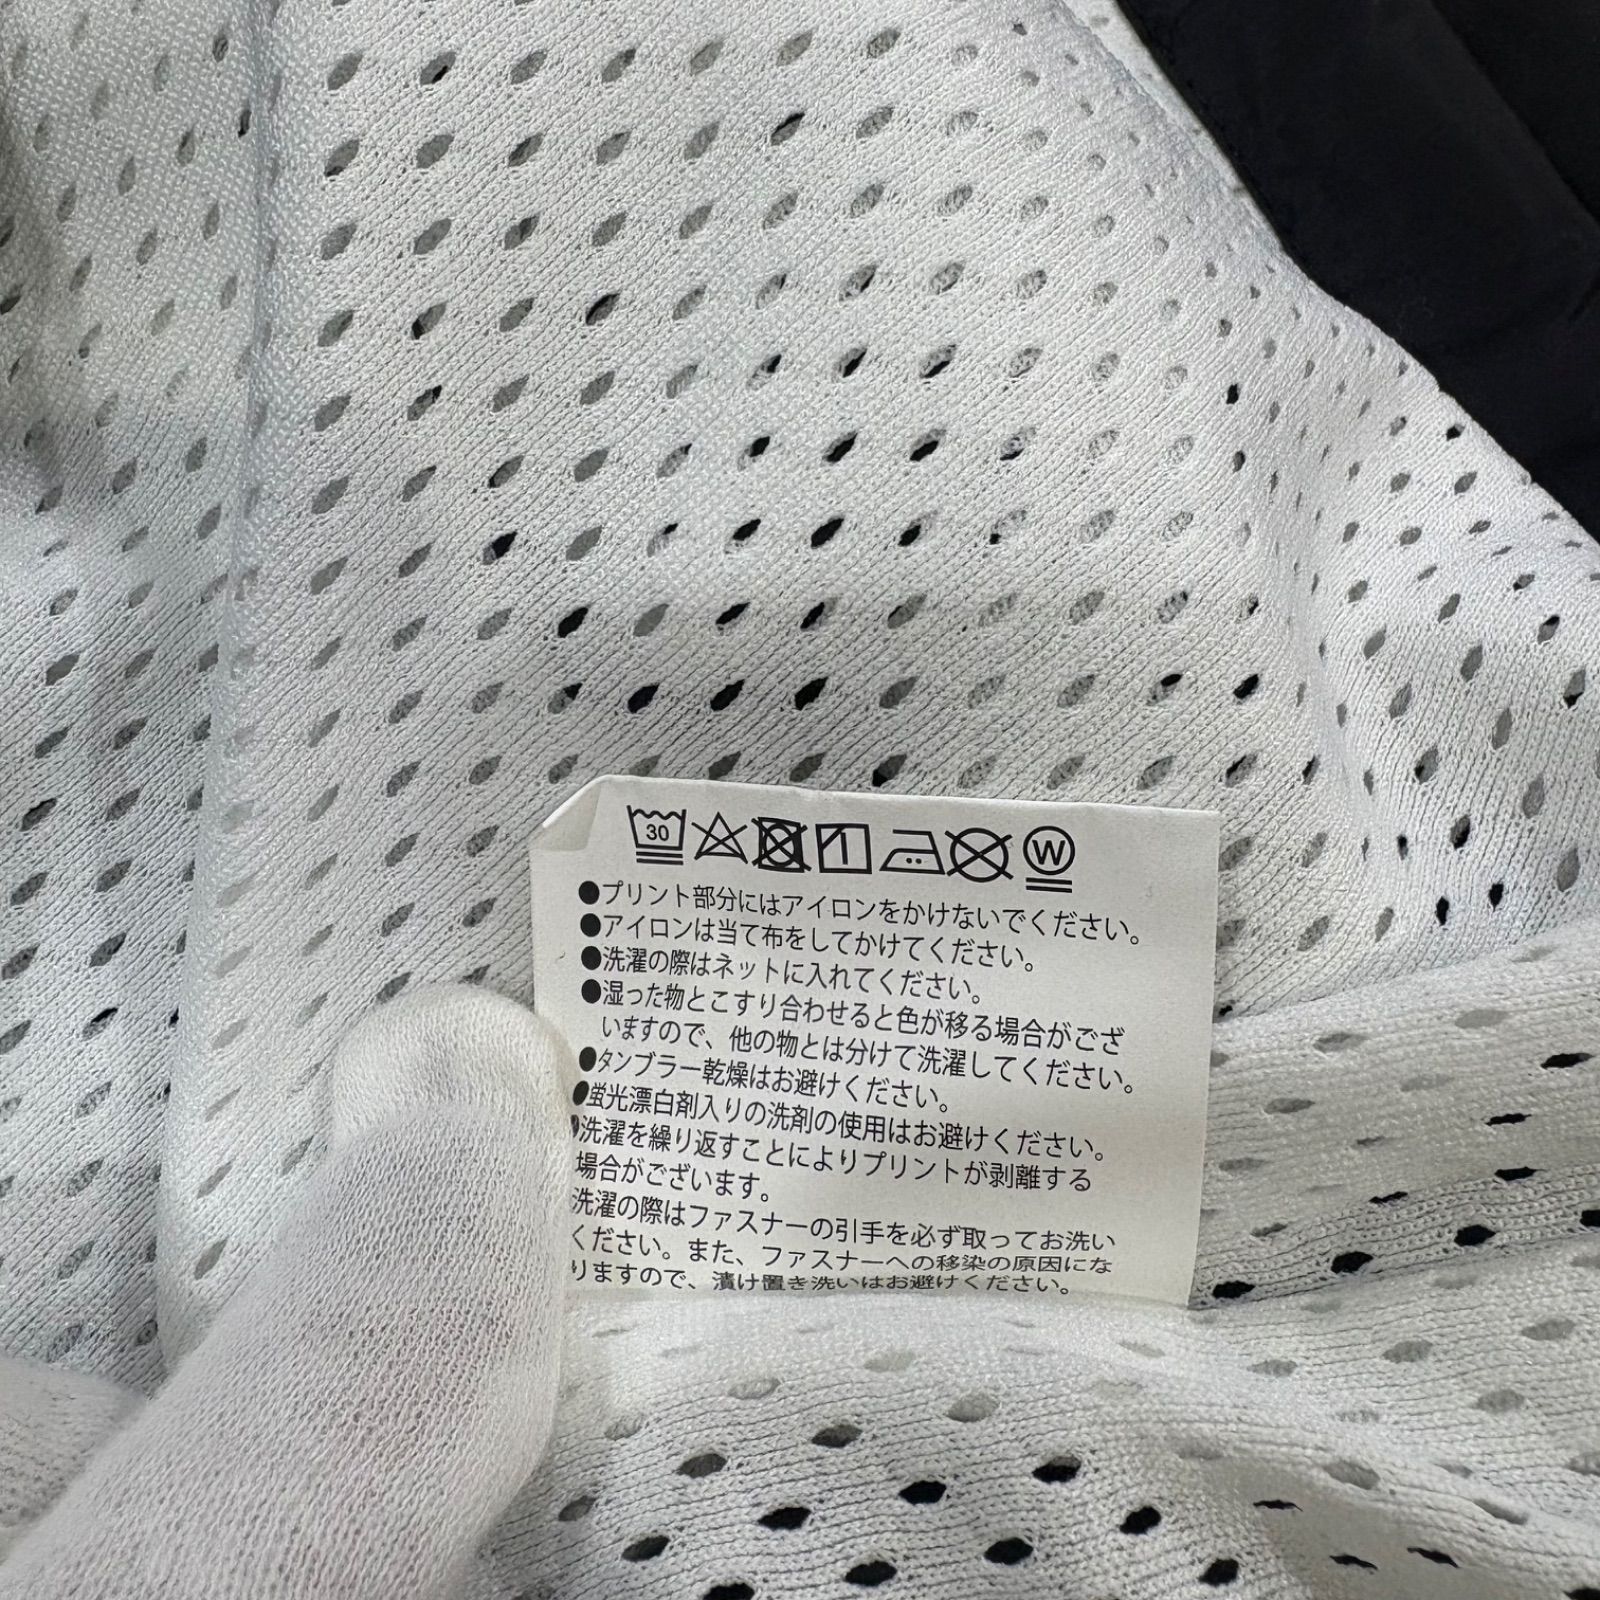 30
W
●プリント部分にはアイロンをかけないでください。
●アイロンは当て布をしてかけてください。
●洗濯の際はネットに入れてください。
●湿った物とこすり合わせると色が移る場合がござ
いますので、他の物とは分けて洗濯してください。
●タンブラー乾燥はお避けください。
●蛍光漂白剤入りの洗剤の使用はお避けください。
●洗濯を繰り返すことによりプリントが剥離する
場合がございます。
洗濯の際はファスナーの引手を必ず取ってお洗い
ください。また、ファスナーへの移染の原因にな
りますので、漬け置き洗いはお避けください。